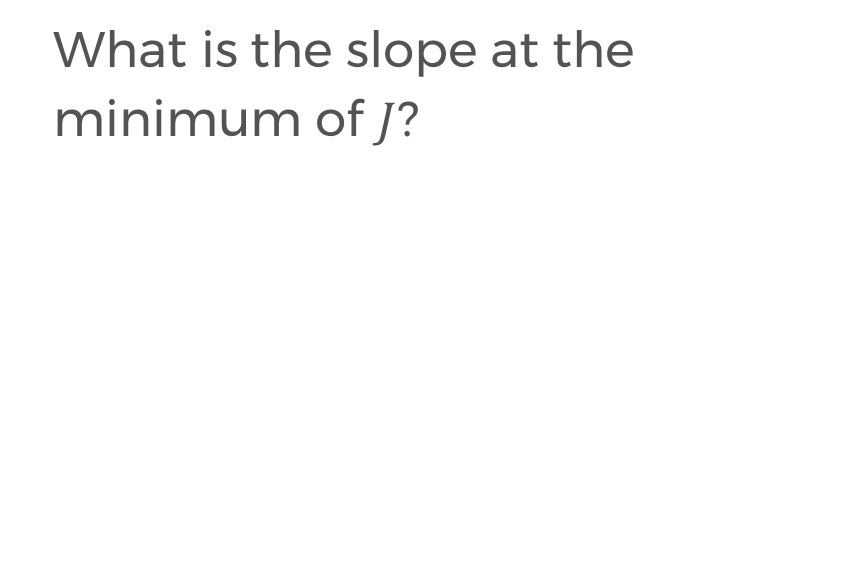 What is the slope at the
minimum of J?